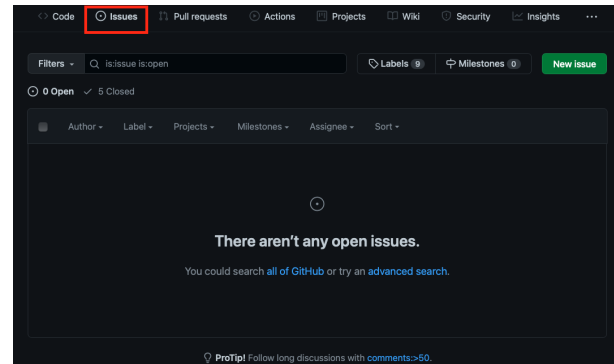 Code Issues Pull requests Actions Projects Wiki Security Insights ...
Filters is:issue is:open Labels 9 Milestones 0 New issue
0 Open 5 Closed
Author Label Projects Milestones Assignee Sort
There aren't any open issues.
You could search all of GitHub or try an advanced search.
ProTip! Follow long discussions with comments:>50.